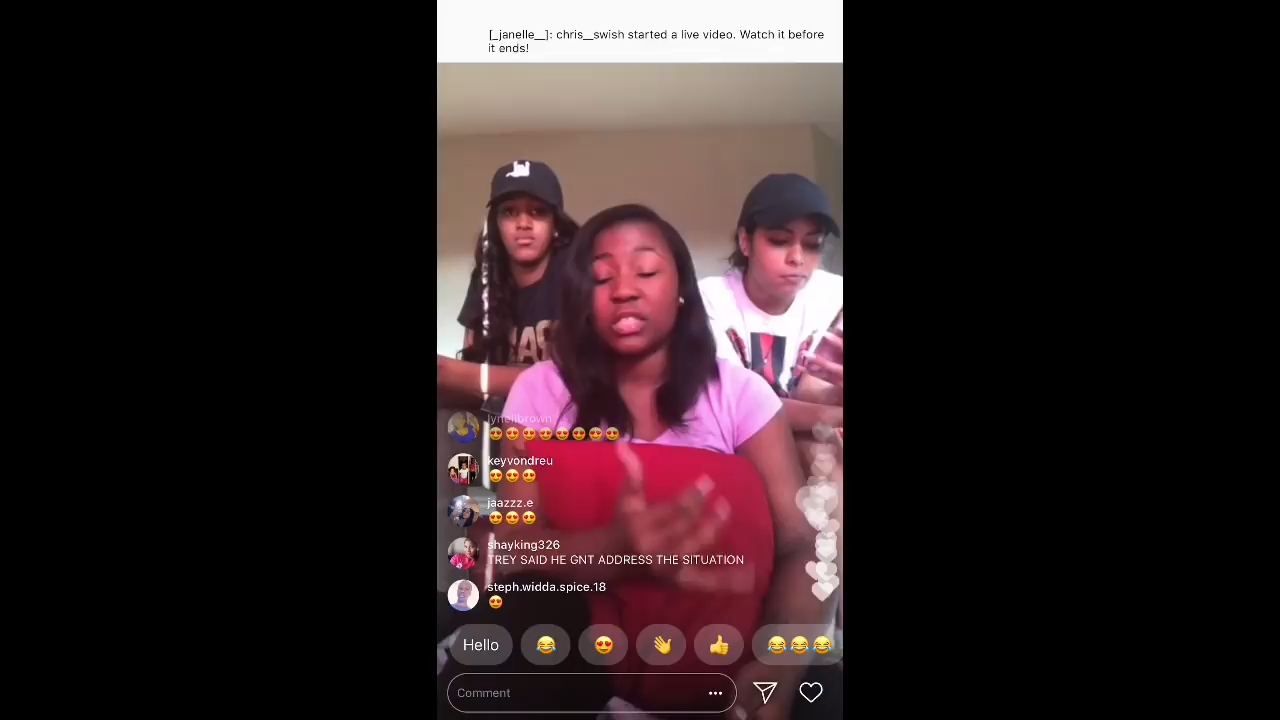 [_janelle__]: chris__swish started a live video. Watch it before
it ends!
lynellbrown
😍😍😍😍😍😍😍😍
keyvondreu
😍😍😍
jaazzz.e
😍😍😍
shayking326
TREY SAID HE GNT ADDRESS THE SITUATION
steph.widda.spice.18
😍
Hello 😂 😍 👋 👍 😂😂😂
Comment